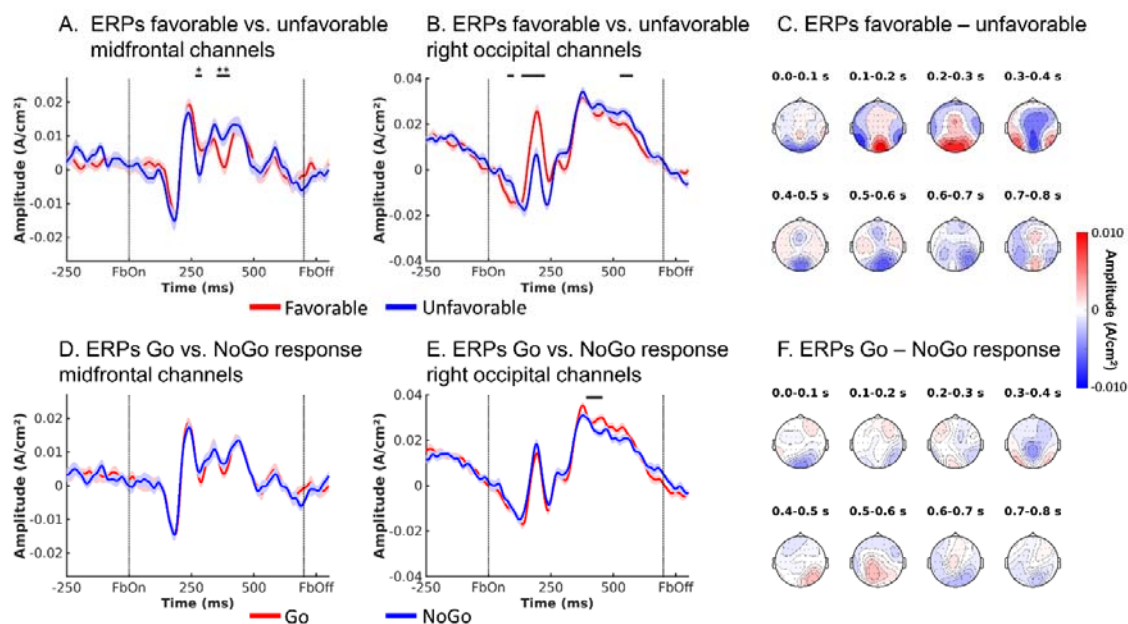 A. ERPs favorable vs. unfavorable
midfrontal channels
* **
Amplitude (A/cm²)
0.02
0.01
0
-0.01
-0.02
-250 FbOn 250 500 FbOff
Time (ms)
B. ERPs favorable vs. unfavorable
right occipital channels
Amplitude (A/cm²)
0.04
0.02
0
-0.02
-0.04
-250 FbOn 250 500 FbOff
Time (ms)
Favorable Unfavorable
C. ERPs favorable – unfavorable
0.0-0.1 s 0.1-0.2 s 0.2-0.3 s 0.3-0.4 s
0.4-0.5 s 0.5-0.6 s 0.6-0.7 s 0.7-0.8 s
0.010
0
-0.010
Amplitude (A/cm²)
D. ERPs Go vs. NoGo response
midfrontal channels
Amplitude (A/cm²)
0.02
0.01
0
-0.01
-0.02
-250 FbOn 250 500 FbOff
Time (ms)
E. ERPs Go vs. NoGo response
right occipital channels
Amplitude (A/cm²)
0.04
0.02
0
-0.02
-0.04
-250 FbOn 250 500 FbOff
Time (ms)
Go NoGo
F. ERPs Go – NoGo response
0.0-0.1 s 0.1-0.2 s 0.2-0.3 s 0.3-0.4 s
0.4-0.5 s 0.5-0.6 s 0.6-0.7 s 0.7-0.8 s